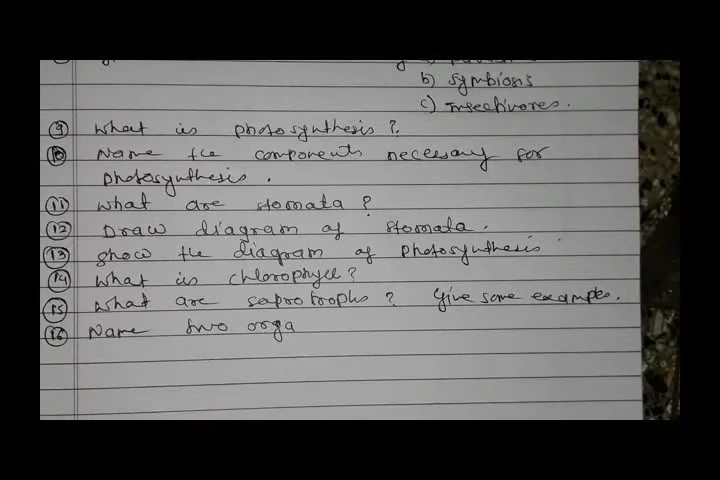 b) symbiosis
c) Insectivores.
9 What is photosynthesis?
10 Name the components necessary for
photosynthesis.
11 What are stomata?
12 Draw diagram of stomata.
13 Show the diagram of photosynthesis
14 What is chlorophyll?
15 What are saprotrophs? Give some examples.
16 Name two orga